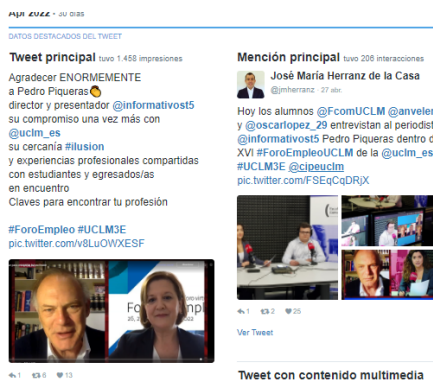 Apr 2022 • 30 días
DATOS DESTACADOS DEL TWEET
Tweet principal tuvo 1.458 impresiones
Agradecer ENORMEMENTE
a Pedro Piqueras👏
director y presentador @informativost5
su compromiso una vez más con
@uclm_es
su cercanía #ilusion
y experiencias profesionales compartidas
con estudiantes y egresados/as
en encuentro
Claves para encontrar tu profesión
#ForoEmpleo #UCLM3E
pic.twitter.com/v8LuOWXESF
1 6 13
Mención principal tuvo 206 interacciones
José María Herranz de la Casa
@jmherranz · 27 abr.
Hoy los alumnos @FcomUCLM @anveler
y @oscarlopez_29 entrevistan al periodist
@informativost5 Pedro Piqueras dentro d
XVI #ForoEmpleoUCLM de la @uclm_es
#UCLM3E @cipeuclm
pic.twitter.com/FSEqCqDRjX
1 2 25
Ver Tweet
Tweet con contenido multimedia